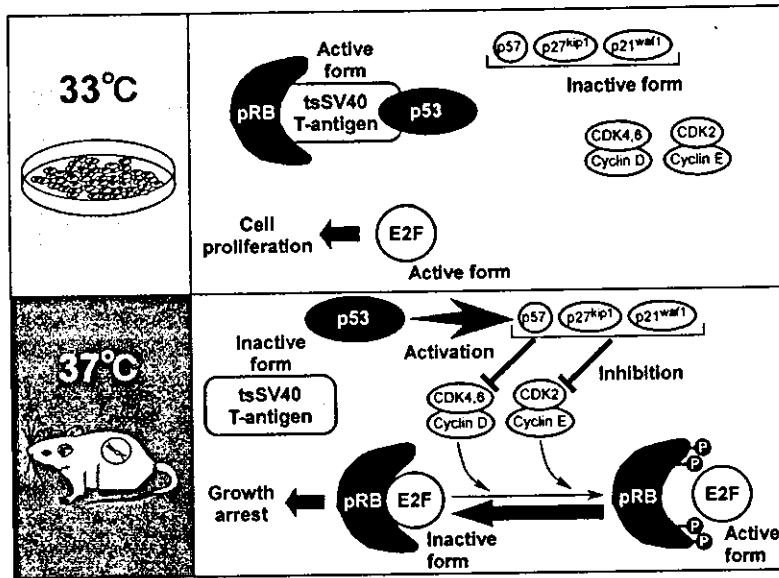 33°C
Active
form
pRB
tsSV40
T-antigen
p53
p57
p27kip1
p21waf1
Inactive form
CDK4,6
Cyclin D
CDK2
Cyclin E
Cell
proliferation
E2F
Active form
37°C
p53
Activation
p57
p27kip1
p21waf1
Inhibition
Inactive
form
tsSV40
T-antigen
CDK4,6
Cyclin D
CDK2
Cyclin E
Growth
arrest
pRB
E2F
Inactive
form
pRB
P
P
P
P
E2F
Active
form